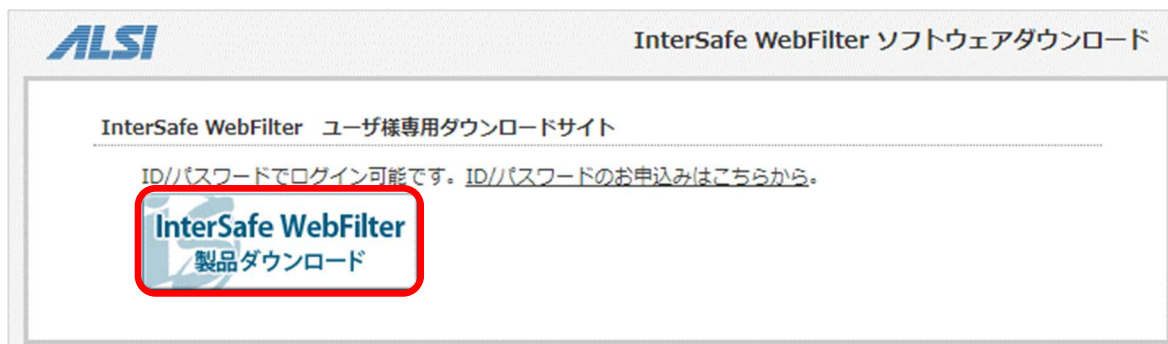 ALSI
InterSafe WebFilter ソフトウェアダウンロード
InterSafe WebFilter　ユーザ様専用ダウンロードサイト
ID/パスワードでログイン可能です。ID/パスワードのお申込みはこちらから。
InterSafe WebFilter
製品ダウンロード